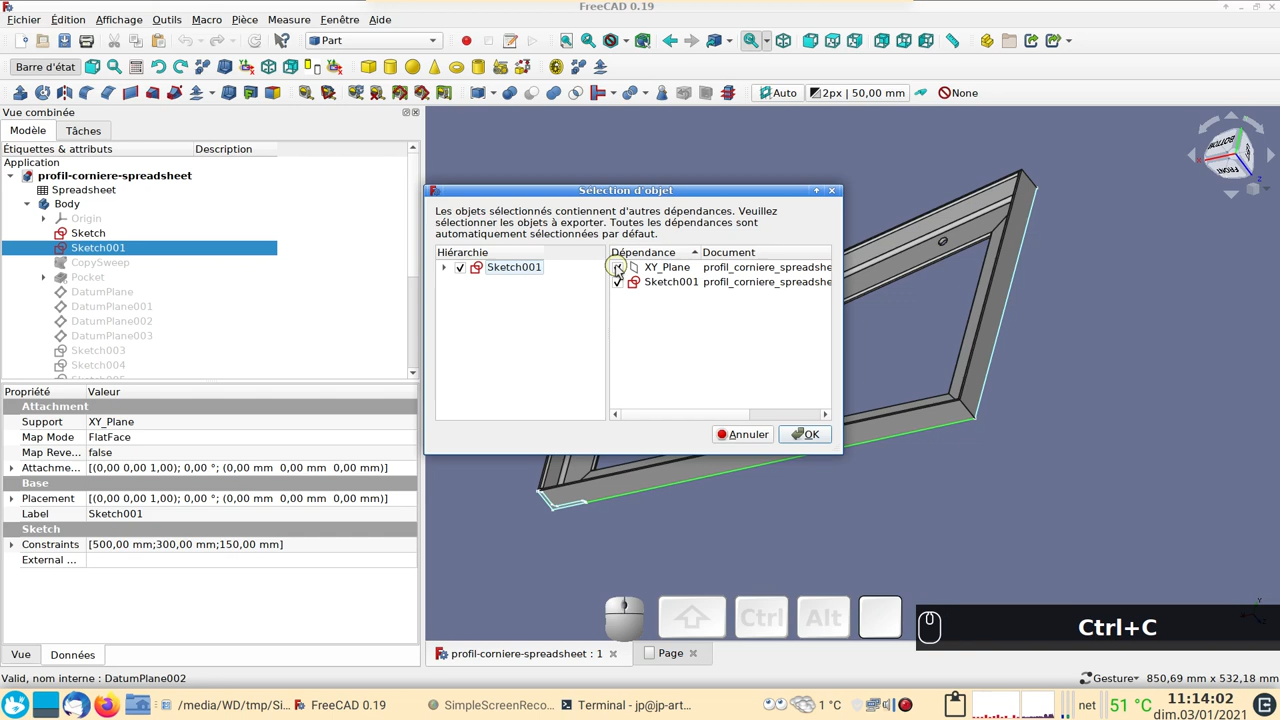 FreeCAD 0.19
Fichier Édition Affichage Outils Macro Pièce Measure Fenêtre Aide
Part
Barre d'état
Auto 2px | 50,00 mm None
Vue combinée
Modèle Tâches
Étiquettes & attributs Description
Application
profil-corniere-spreadsheet
Spreadsheet
Body
Origin
Sketch
Sketch001
CopySweep
Pocket
DatumPlane
DatumPlane001
DatumPlane002
DatumPlane003
Sketch003
Sketch004
Propriété Valeur
Attachment
Support XY_Plane
Map Mode FlatFace
Map Reve... false
Attachme... [(0,00 0,00 1,00); 0,00 °; (0,00 mm 0,00 mm 0,00 mm)]
Base
Placement [(0,00 0,00 1,00); 0,00 °; (0,00 mm 0,00 mm 0,00 mm)]
Label Sketch001
Sketch
Constraints [500,00 mm;300,00 mm;150,00 mm]
External ...
Vue Données
Sélection d'objet
Les objets sélectionnés contiennent d'autres dépendances. Veuillez
sélectionner les objets à exporter. Toutes les dépendances sont
automatiquement sélectionnées par défaut.
Hiérarchie Dépendance Document
Sketch001 XY_Plane profil_corniere_spreadshe
Sketch001 profil_corniere_spreadshe
Annuler OK
BOTTOM
FRONT
Ctrl Alt
Ctrl+C
profil-corniere-spreadsheet : 1 Page
Valid, nom interne : DatumPlane002 Gesture 850,69 mm x 532,18 mm
/media/WD/tmp/Si... FreeCAD 0.19 SimpleScreenReco... Terminal - jp@jp-art... 1 °C net 51 °C 11:14:02
dim.03/01/2021